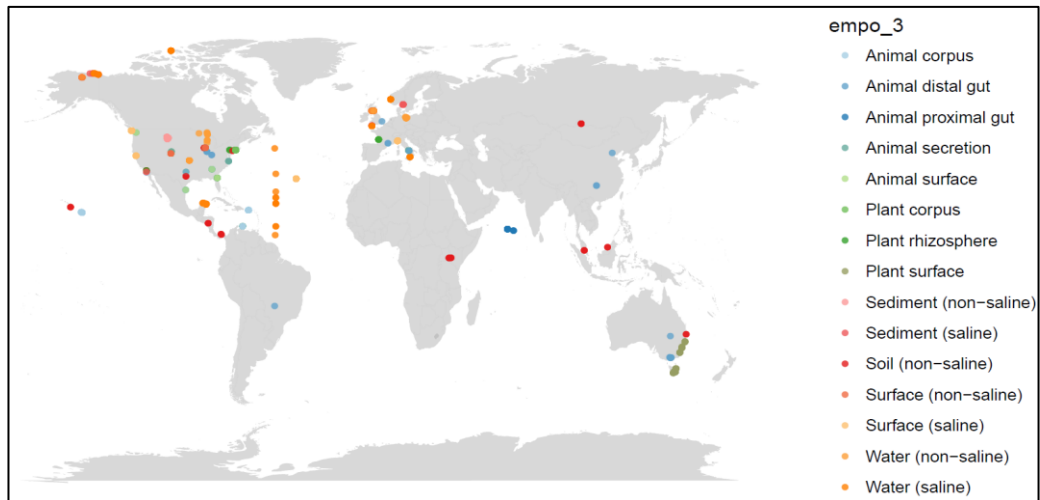 empo_3
Animal corpus
Animal distal gut
Animal proximal gut
Animal secretion
Animal surface
Plant corpus
Plant rhizosphere
Plant surface
Sediment (non−saline)
Sediment (saline)
Soil (non−saline)
Surface (non−saline)
Surface (saline)
Water (non−saline)
Water (saline)